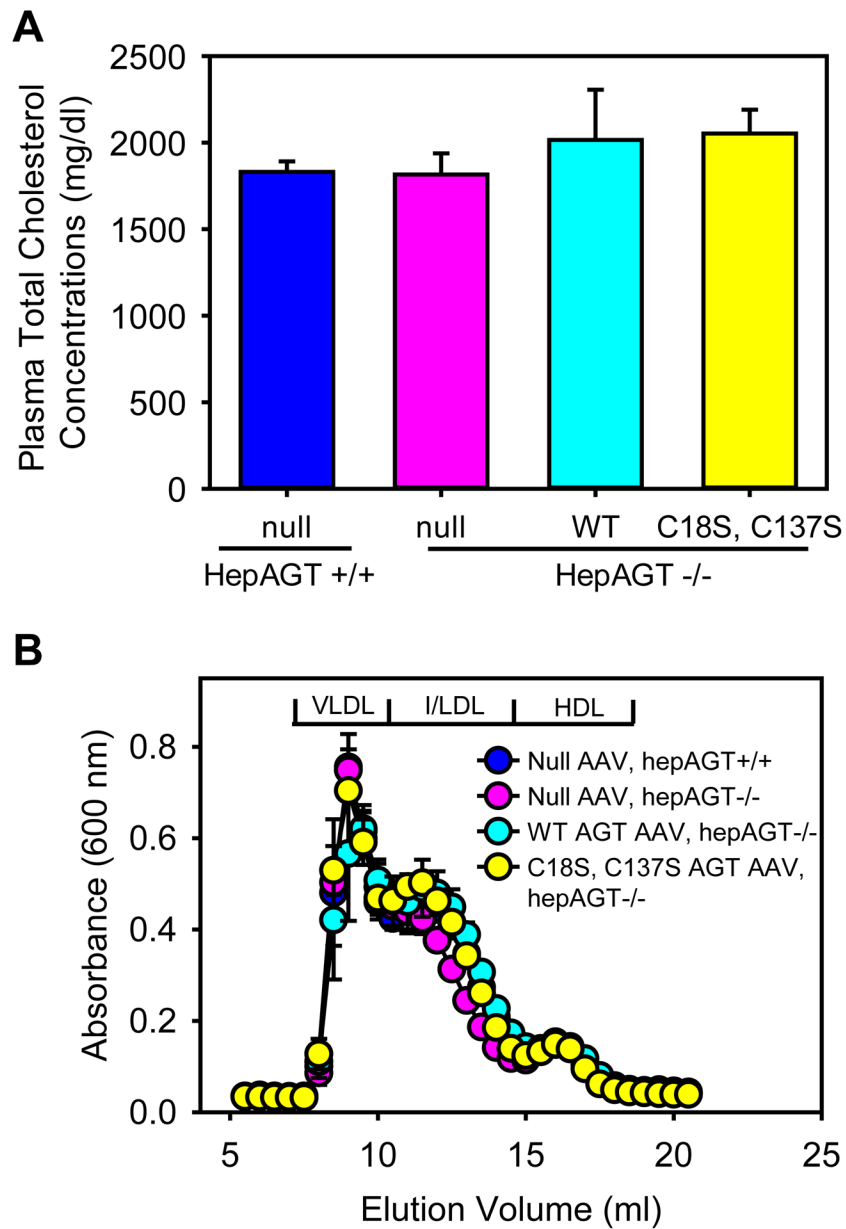 A
Plasma Total Cholesterol
Concentrations (mg/dl)
2500
2000
1500
1000
500
0
null
null
WT
C18S, C137S
HepAGT +/+
HepAGT -/-
B
VLDL
I/LDL
HDL
Absorbance (600 nm)
0.8
0.6
0.4
0.2
0.0
Null AAV, hepAGT+/+
Null AAV, hepAGT-/-
WT AGT AAV, hepAGT-/-
C18S, C137S AGT AAV,
hepAGT-/-
5
10
15
20
25
Elution Volume (ml)